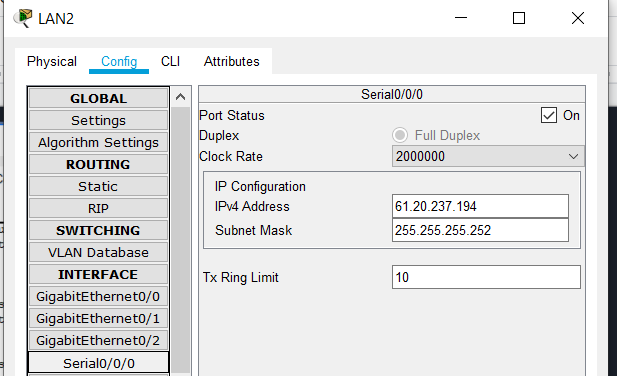 LAN2
Physical Config CLI Attributes
GLOBAL
Settings
Algorithm Settings
ROUTING
Static
RIP
SWITCHING
VLAN Database
INTERFACE
GigabitEthernet0/0
GigabitEthernet0/1
GigabitEthernet0/2
Serial0/0/0
Serial0/0/0
Port Status On
Duplex Full Duplex
Clock Rate 2000000
IP Configuration
IPv4 Address 61.20.237.194
Subnet Mask 255.255.255.252
Tx Ring Limit 10